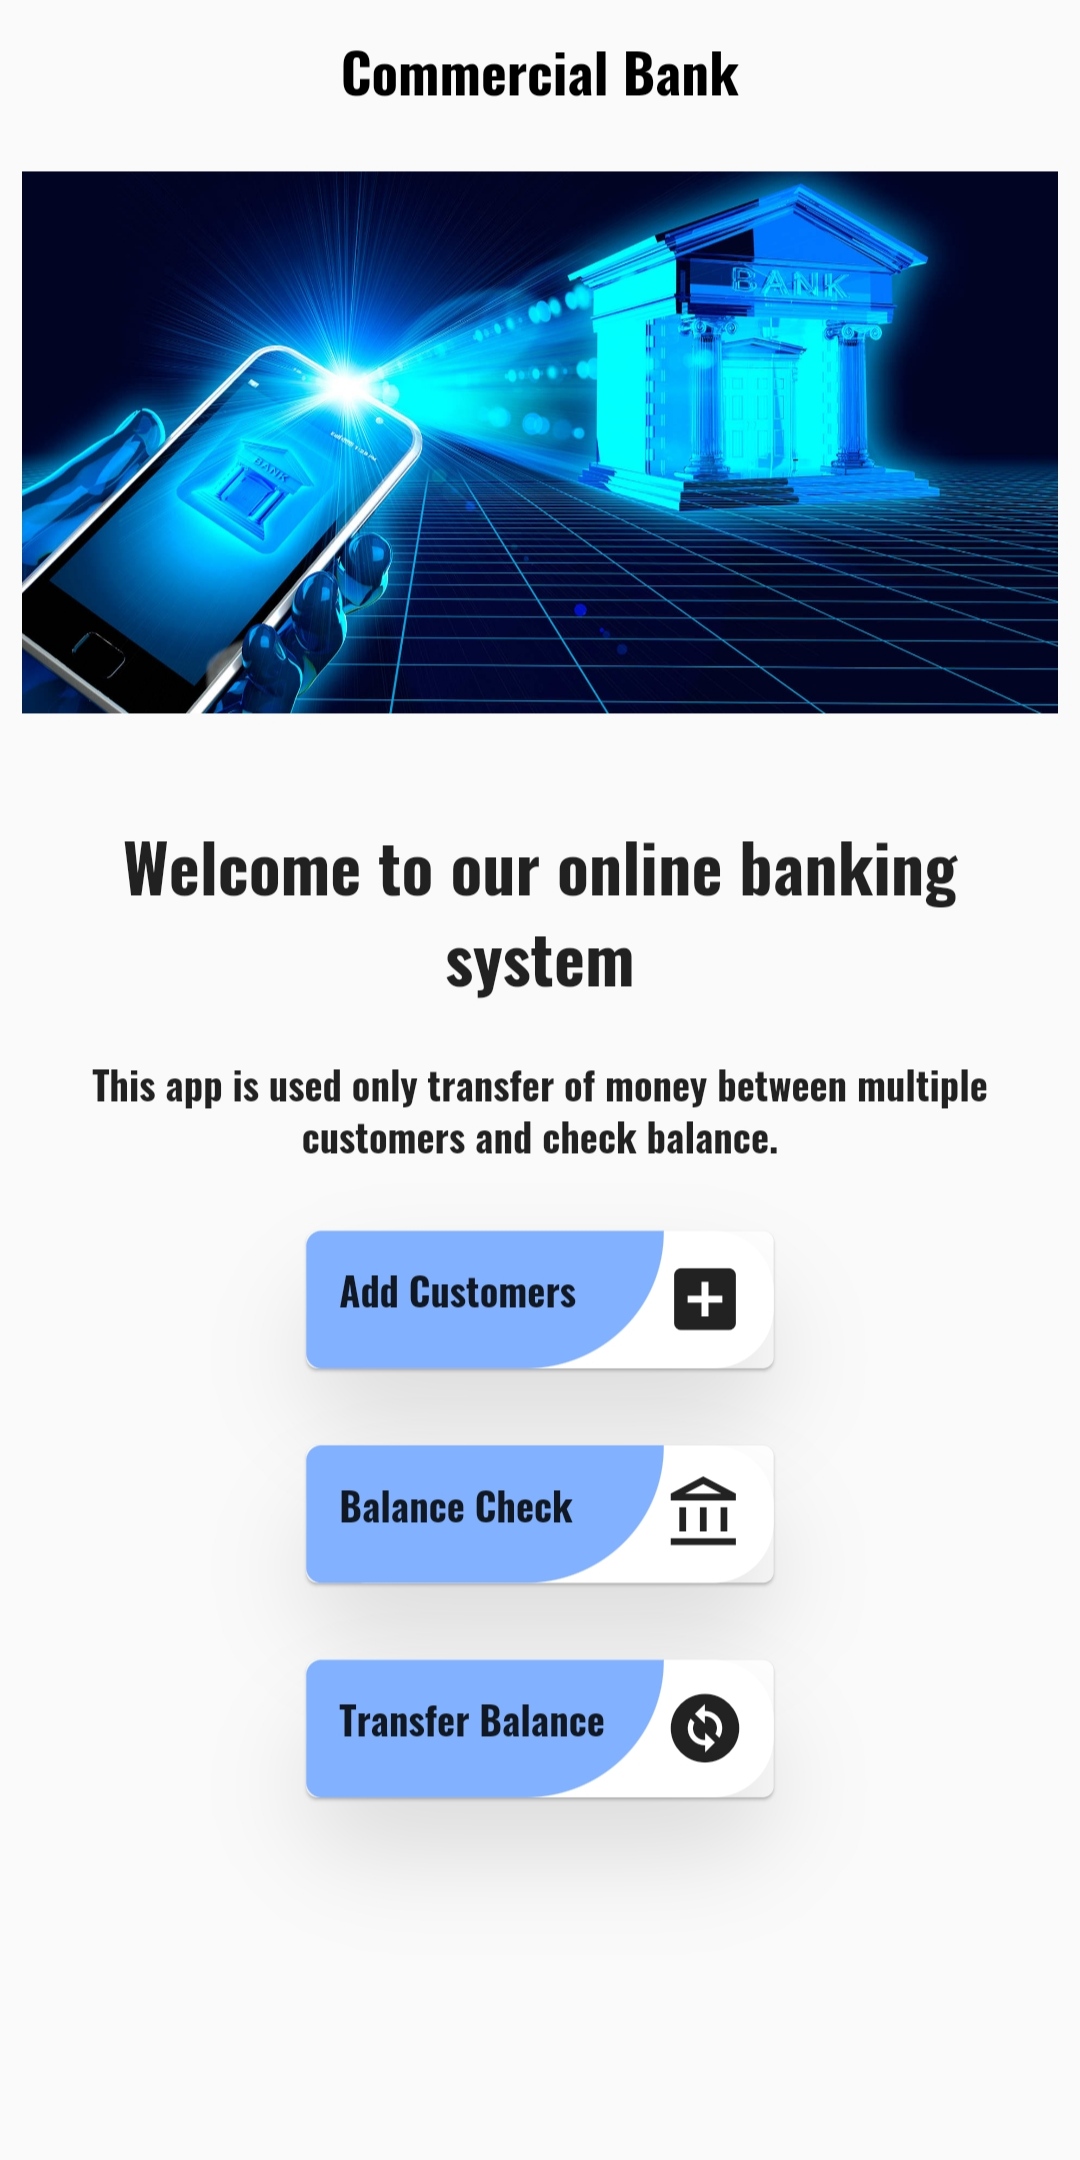 Commercial Bank
BANK
BANK
Welcome to our online banking
system
This app is used only transfer of money between multiple
customers and check balance.
Add Customers
Balance Check
Transfer Balance